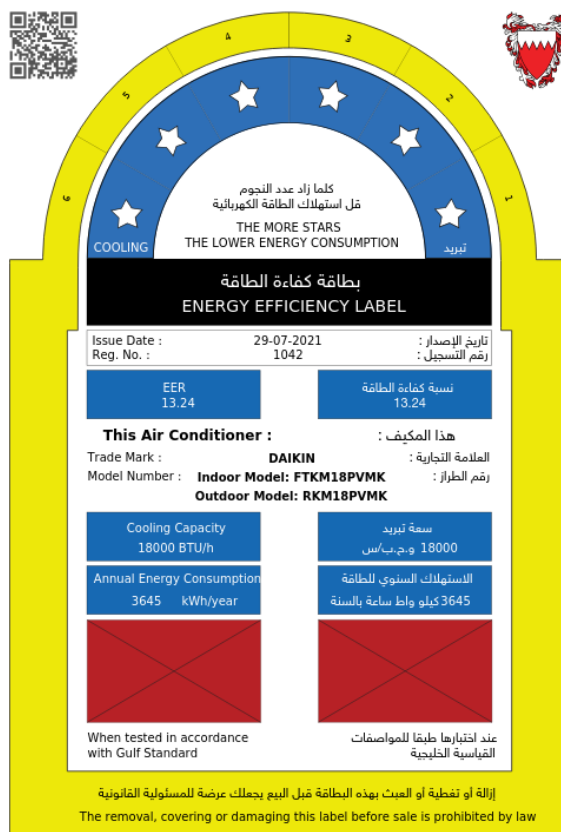 4 3
5 2
6 1
كلما زاد عدد النجوم
قل استهلاك الطاقة الكهربائية
THE MORE STARS
THE LOWER ENERGY CONSUMPTION
COOLING تبريد
بطاقة كفاءة الطاقة
ENERGY EFFICIENCY LABEL
Issue Date : 29-07-2021 تاريخ الإصدار :
Reg. No. : 1042 رقم التسجيل :
EER نسبة كفاءة الطاقة
13.24 13.24
This Air Conditioner : هذا المكيف :
Trade Mark : DAIKIN العلامة التجارية :
Model Number : Indoor Model: FTKM18PVMK رقم الطراز :
Outdoor Model: RKM18PVMK
Cooling Capacity سعة تبريد
18000 BTU/h 18000 و.ح.ب/س
Annual Energy Consumption الاستهلاك السنوي للطاقة
3645 kWh/year 3645 كيلو واط ساعة بالسنة
When tested in accordance عند اختبارها طبقا للمواصفات
with Gulf Standard القياسية الخليجية
إزالة أو تغطية أو العبث بهذه البطاقة قبل البيع يجعلك عرضة للمسئولية القانونية
The removal, covering or damaging this label before sale is prohibited by law